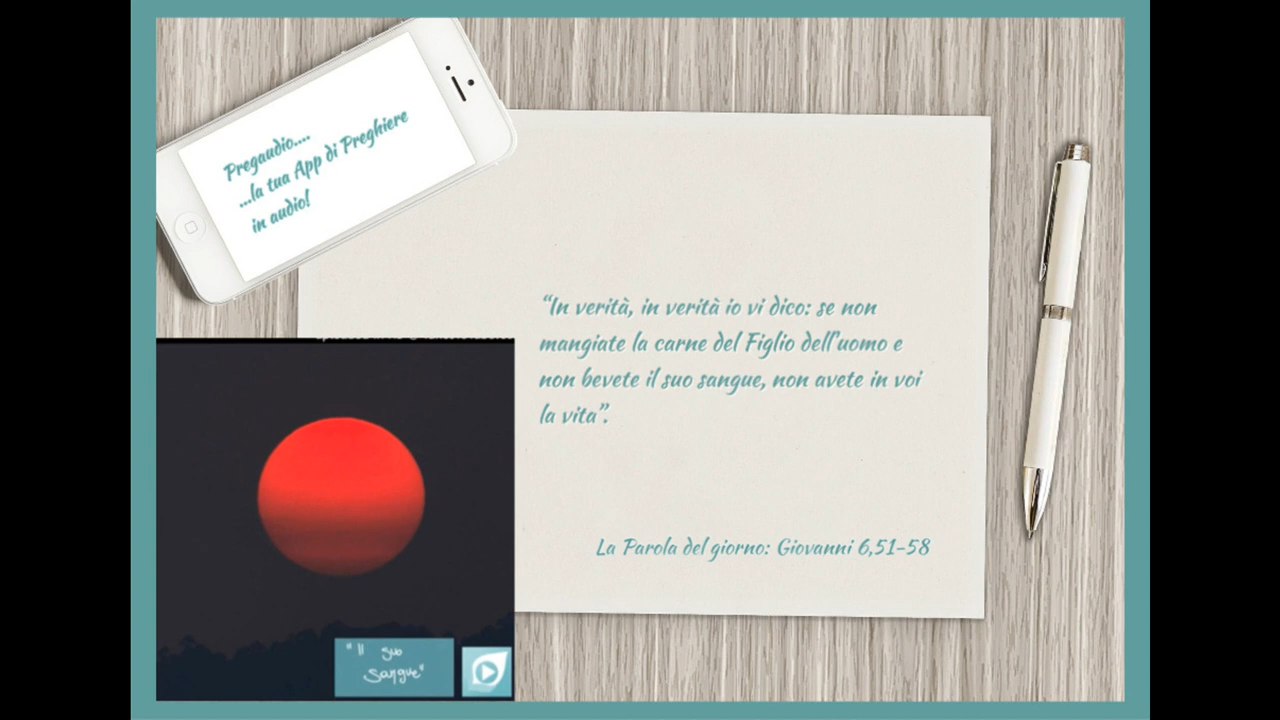 Pregaudio....
...la tua App di Preghiere
in audio!
“In verità, in verità io vi dico: se non
mangiate la carne del Figlio dell'uomo e
non bevete il suo sangue, non avete in voi
la vita”.
La Parola del giorno: Giovanni 6,51-58
"Il suo
sangue"